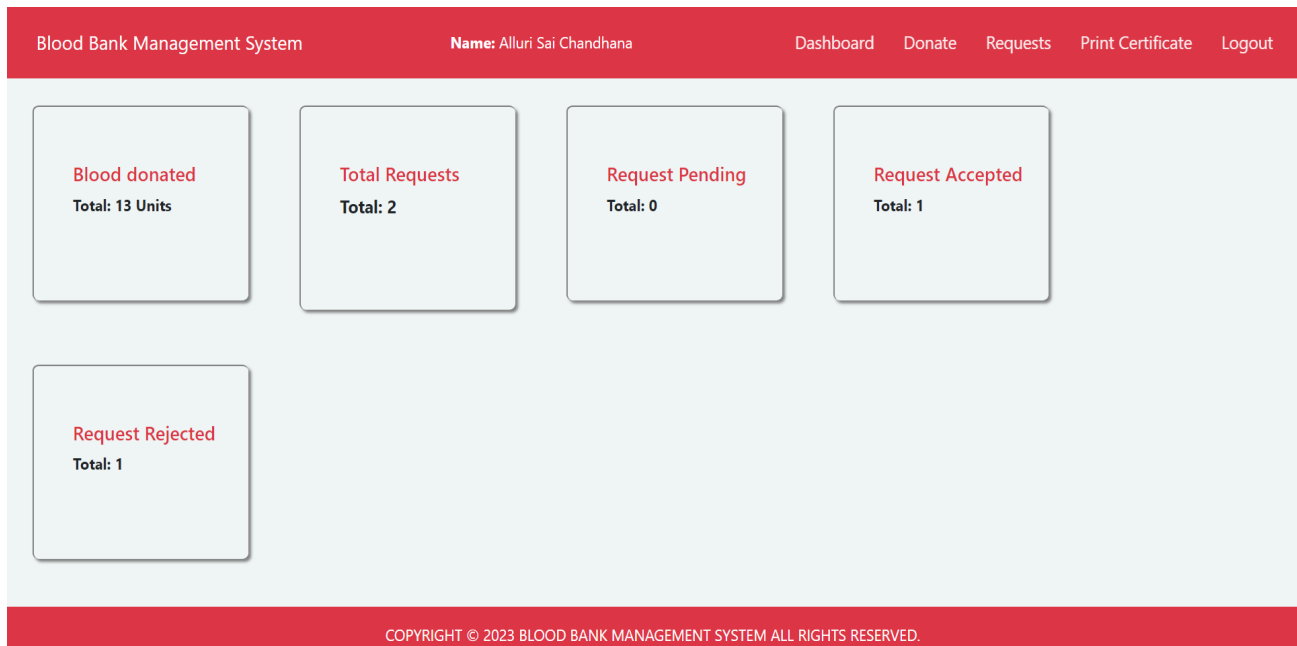 Blood Bank Management System Name: Alluri Sai Chandhana Dashboard Donate Requests Print Certificate Logout
Blood donated
Total: 13 Units
Total Requests
Total: 2
Request Pending
Total: 0
Request Accepted
Total: 1
Request Rejected
Total: 1
COPYRIGHT © 2023 BLOOD BANK MANAGEMENT SYSTEM ALL RIGHTS RESERVED.